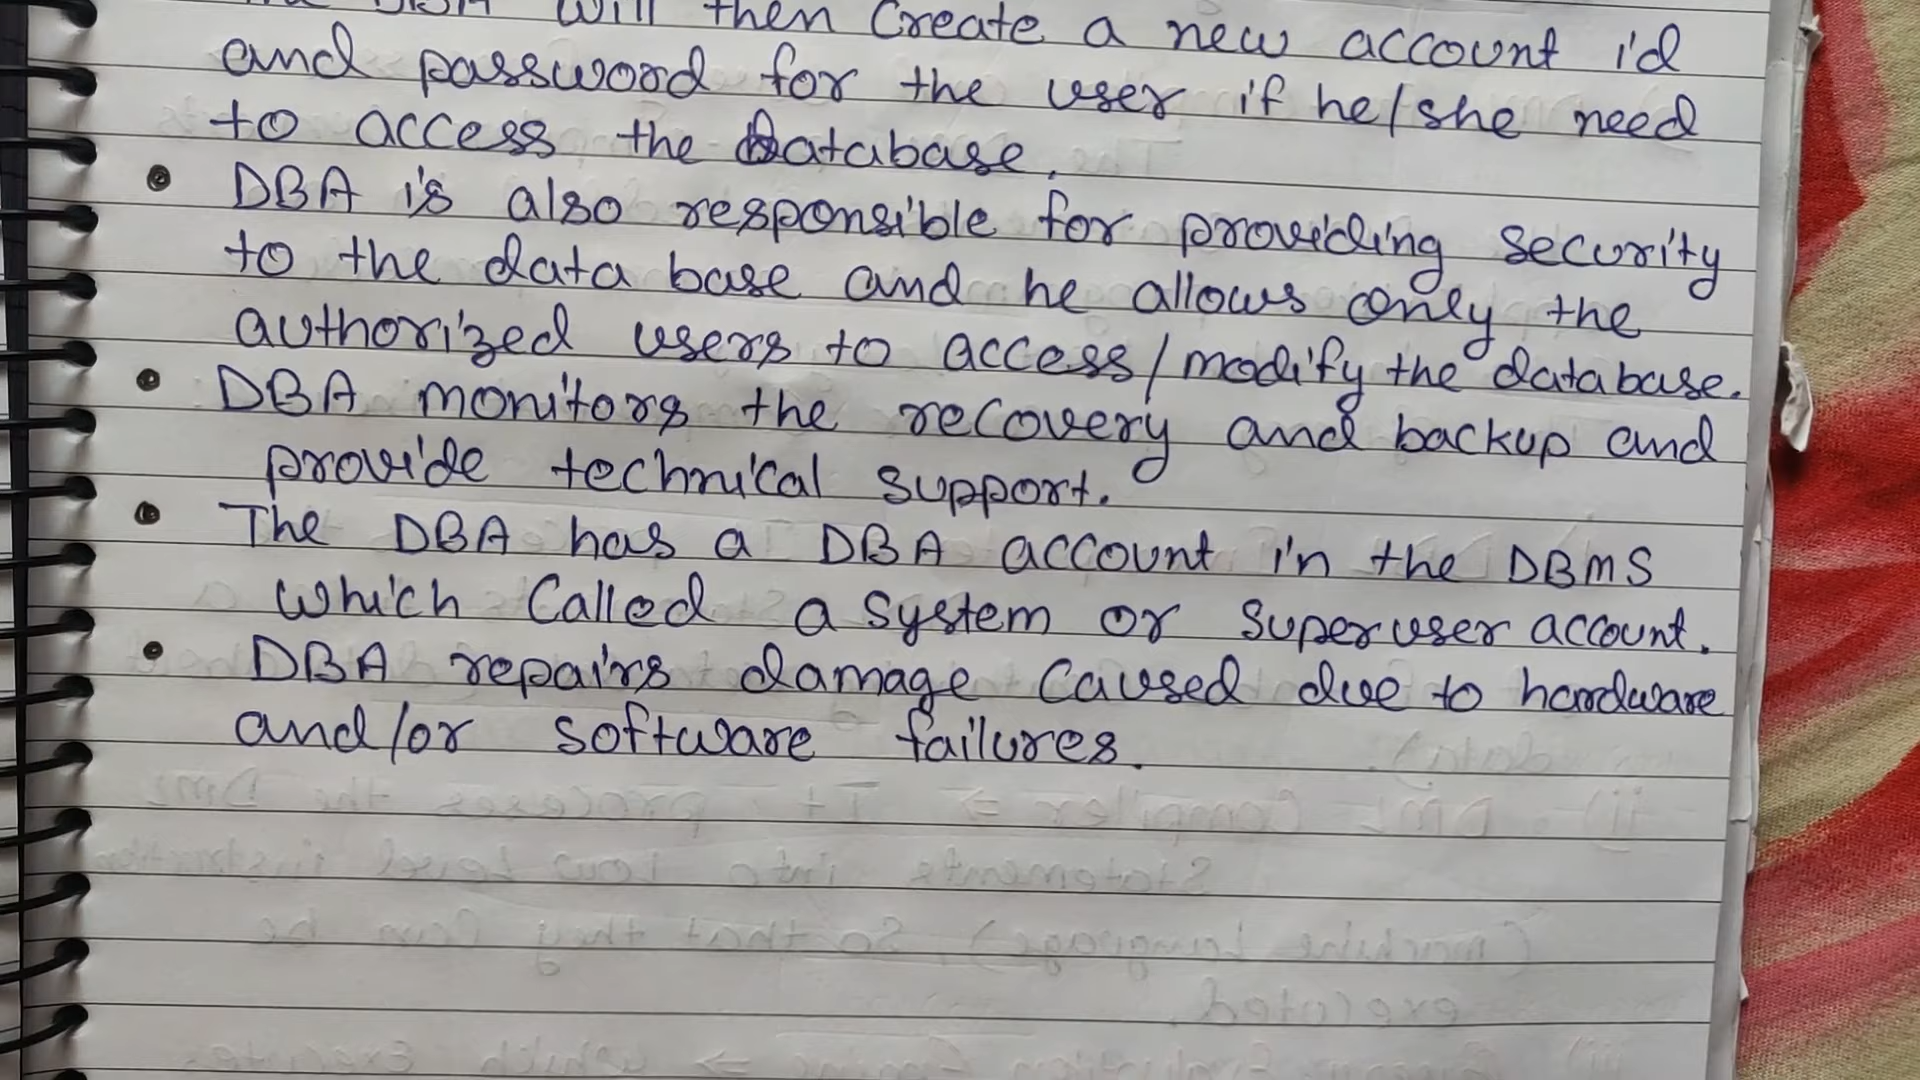 the DBA will then create a new account id
and password for the user if he/she need
to access the Database.
• DBA is also responsible for providing security
to the data base and he allows only the
authorized users to access/modify the database.
• DBA monitors the recovery and backup and
provide technical support.
• The DBA has a DBA account in the DBMS
which called a system or superuser account.
• DBA repairs damage caused due to hardware
and/or software failures.